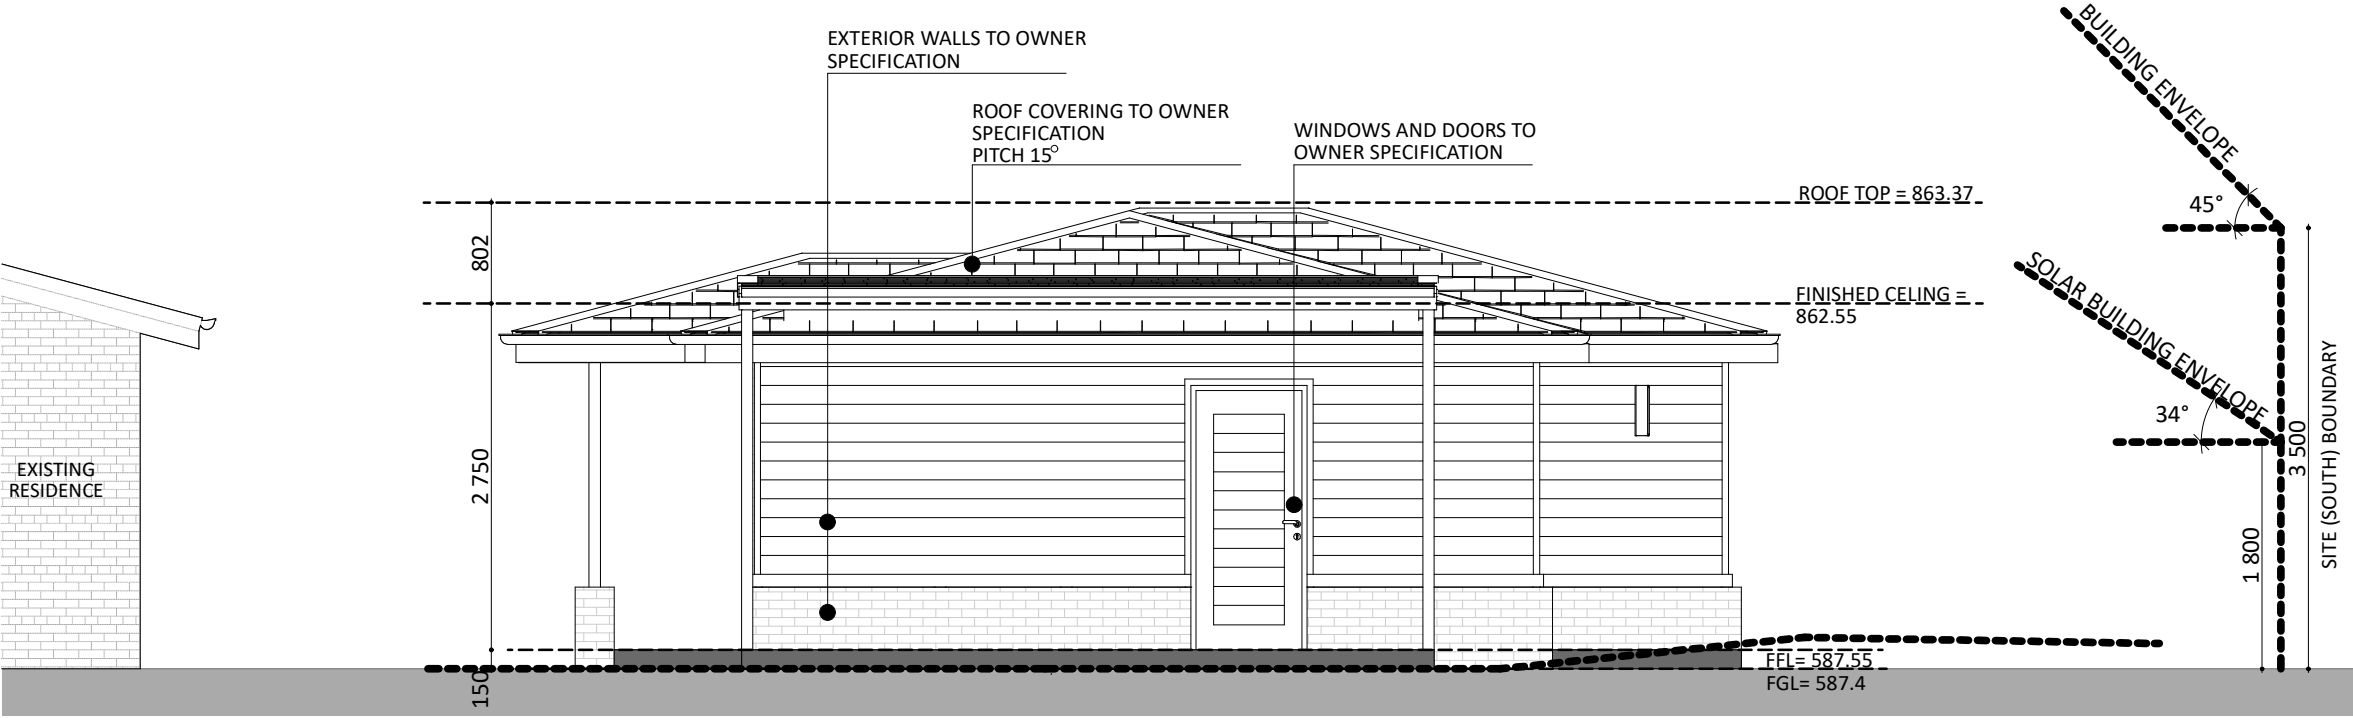 EXTERIOR WALLS TO OWNER
SPECIFICATION
ROOF COVERING TO OWNER
SPECIFICATION
PITCH 15°
WINDOWS AND DOORS TO
OWNER SPECIFICATION
BUILDING ENVELOPE
45°
ROOF TOP = 863.37
802
SOLAR BUILDING ENVELOPE
34°
FINISHED CELING =
862.55
EXISTING
RESIDENCE
2 750
3 500
SITE (SOUTH) BOUNDARY
1 800
150
FFL= 587.55
FGL= 587.4